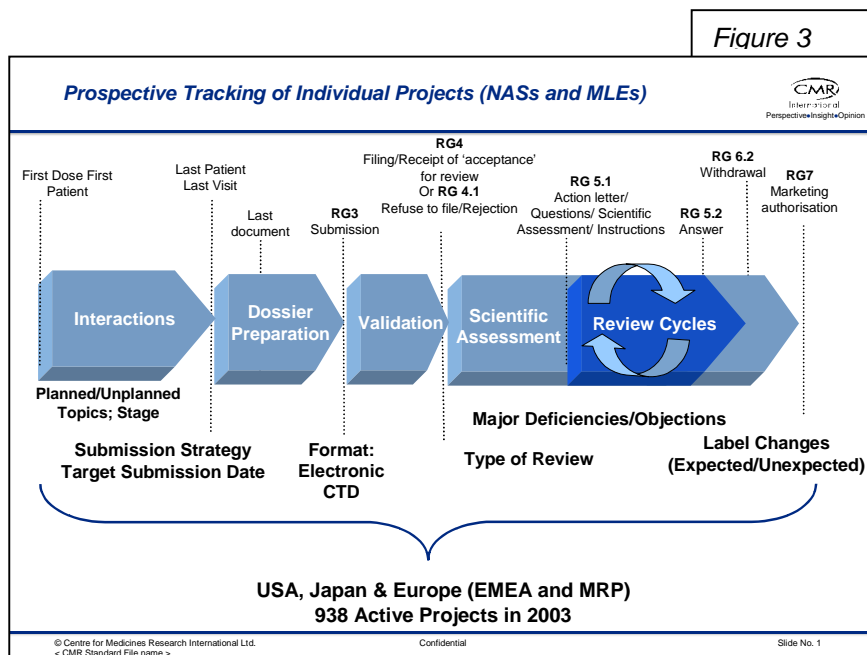 Figure 3
Prospective Tracking of Individual Projects (NASs and MLEs)
CMR
International
Perspective•Insight•Opinion
First Dose First
Patient
Last Patient
Last Visit
Last
document
RG3
Submission
RG4
Filing/Receipt of ‘acceptance’
for review
Or RG 4.1
Refuse to file/Rejection
RG 5.1
Action letter/
Questions/ Scientific
Assessment/ Instructions
RG 5.2
Answer
RG 6.2
Withdrawal
RG7
Marketing
authorisation
Interactions
Dossier
Preparation
Validation
Scientific
Assessment
Review Cycles
Planned/Unplanned
Topics; Stage
Submission Strategy
Target Submission Date
Format:
Electronic
CTD
Major Deficiencies/Objections
Type of Review
Label Changes
(Expected/Unexpected)
USA, Japan & Europe (EMEA and MRP)
938 Active Projects in 2003
© Centre for Medicines Research International Ltd.
< CMR Standard File name >
Confidential
Slide No. 1